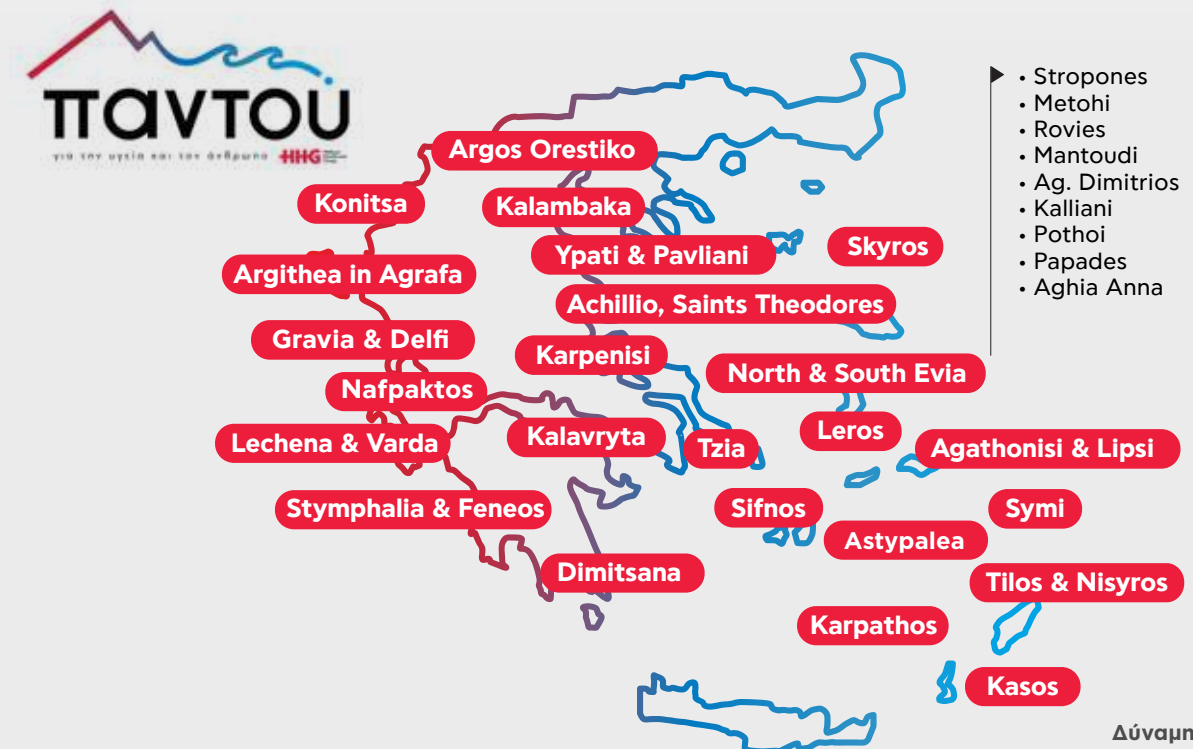 παντού
για την υγεία και τον άνθρωπο HHG
• Stropones
• Metohi
• Rovies
• Mantoudi
• Ag. Dimitrios
• Kalliani
• Pothoi
• Papades
• Aghia Anna
Argos Orestiko
Konitsa
Kalambaka
Ypati & Pavliani
Skyros
Argithea in Agrafa
Achillio, Saints Theodores
Gravia & Delfi
Karpenisi
North & South Evia
Nafpaktos
Lechena & Varda
Kalavryta
Tzia
Leros
Agathonisi & Lipsi
Stymphalia & Feneos
Sifnos
Symi
Astypalea
Dimitsana
Tilos & Nisyros
Karpathos
Kasos
Δύναμη